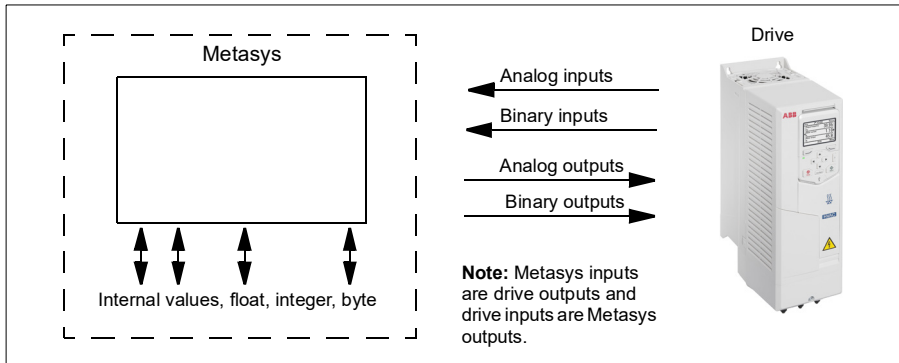 Metasys
Internal values, float, integer, byte
Analog inputs
Binary inputs
Analog outputs
Binary outputs
Note: Metasys inputs
are drive outputs and
drive inputs are Metasys
outputs.
Drive
ABB